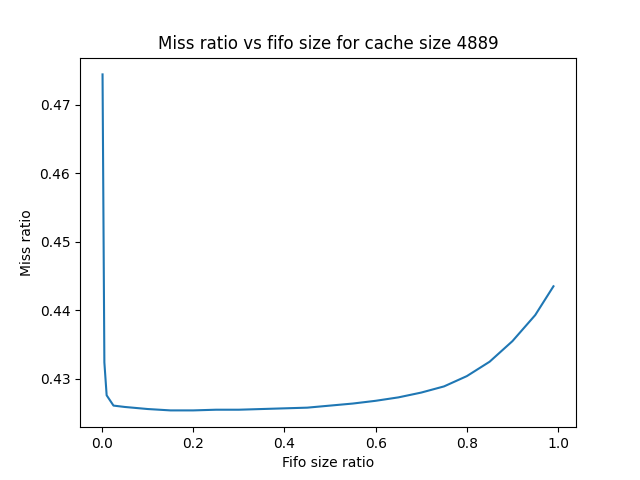 Miss ratio vs fifo size for cache size 4889
0.47
0.46
0.45
0.44
0.43
Miss ratio
0.0 0.2 0.4 0.6 0.8 1.0
Fifo size ratio